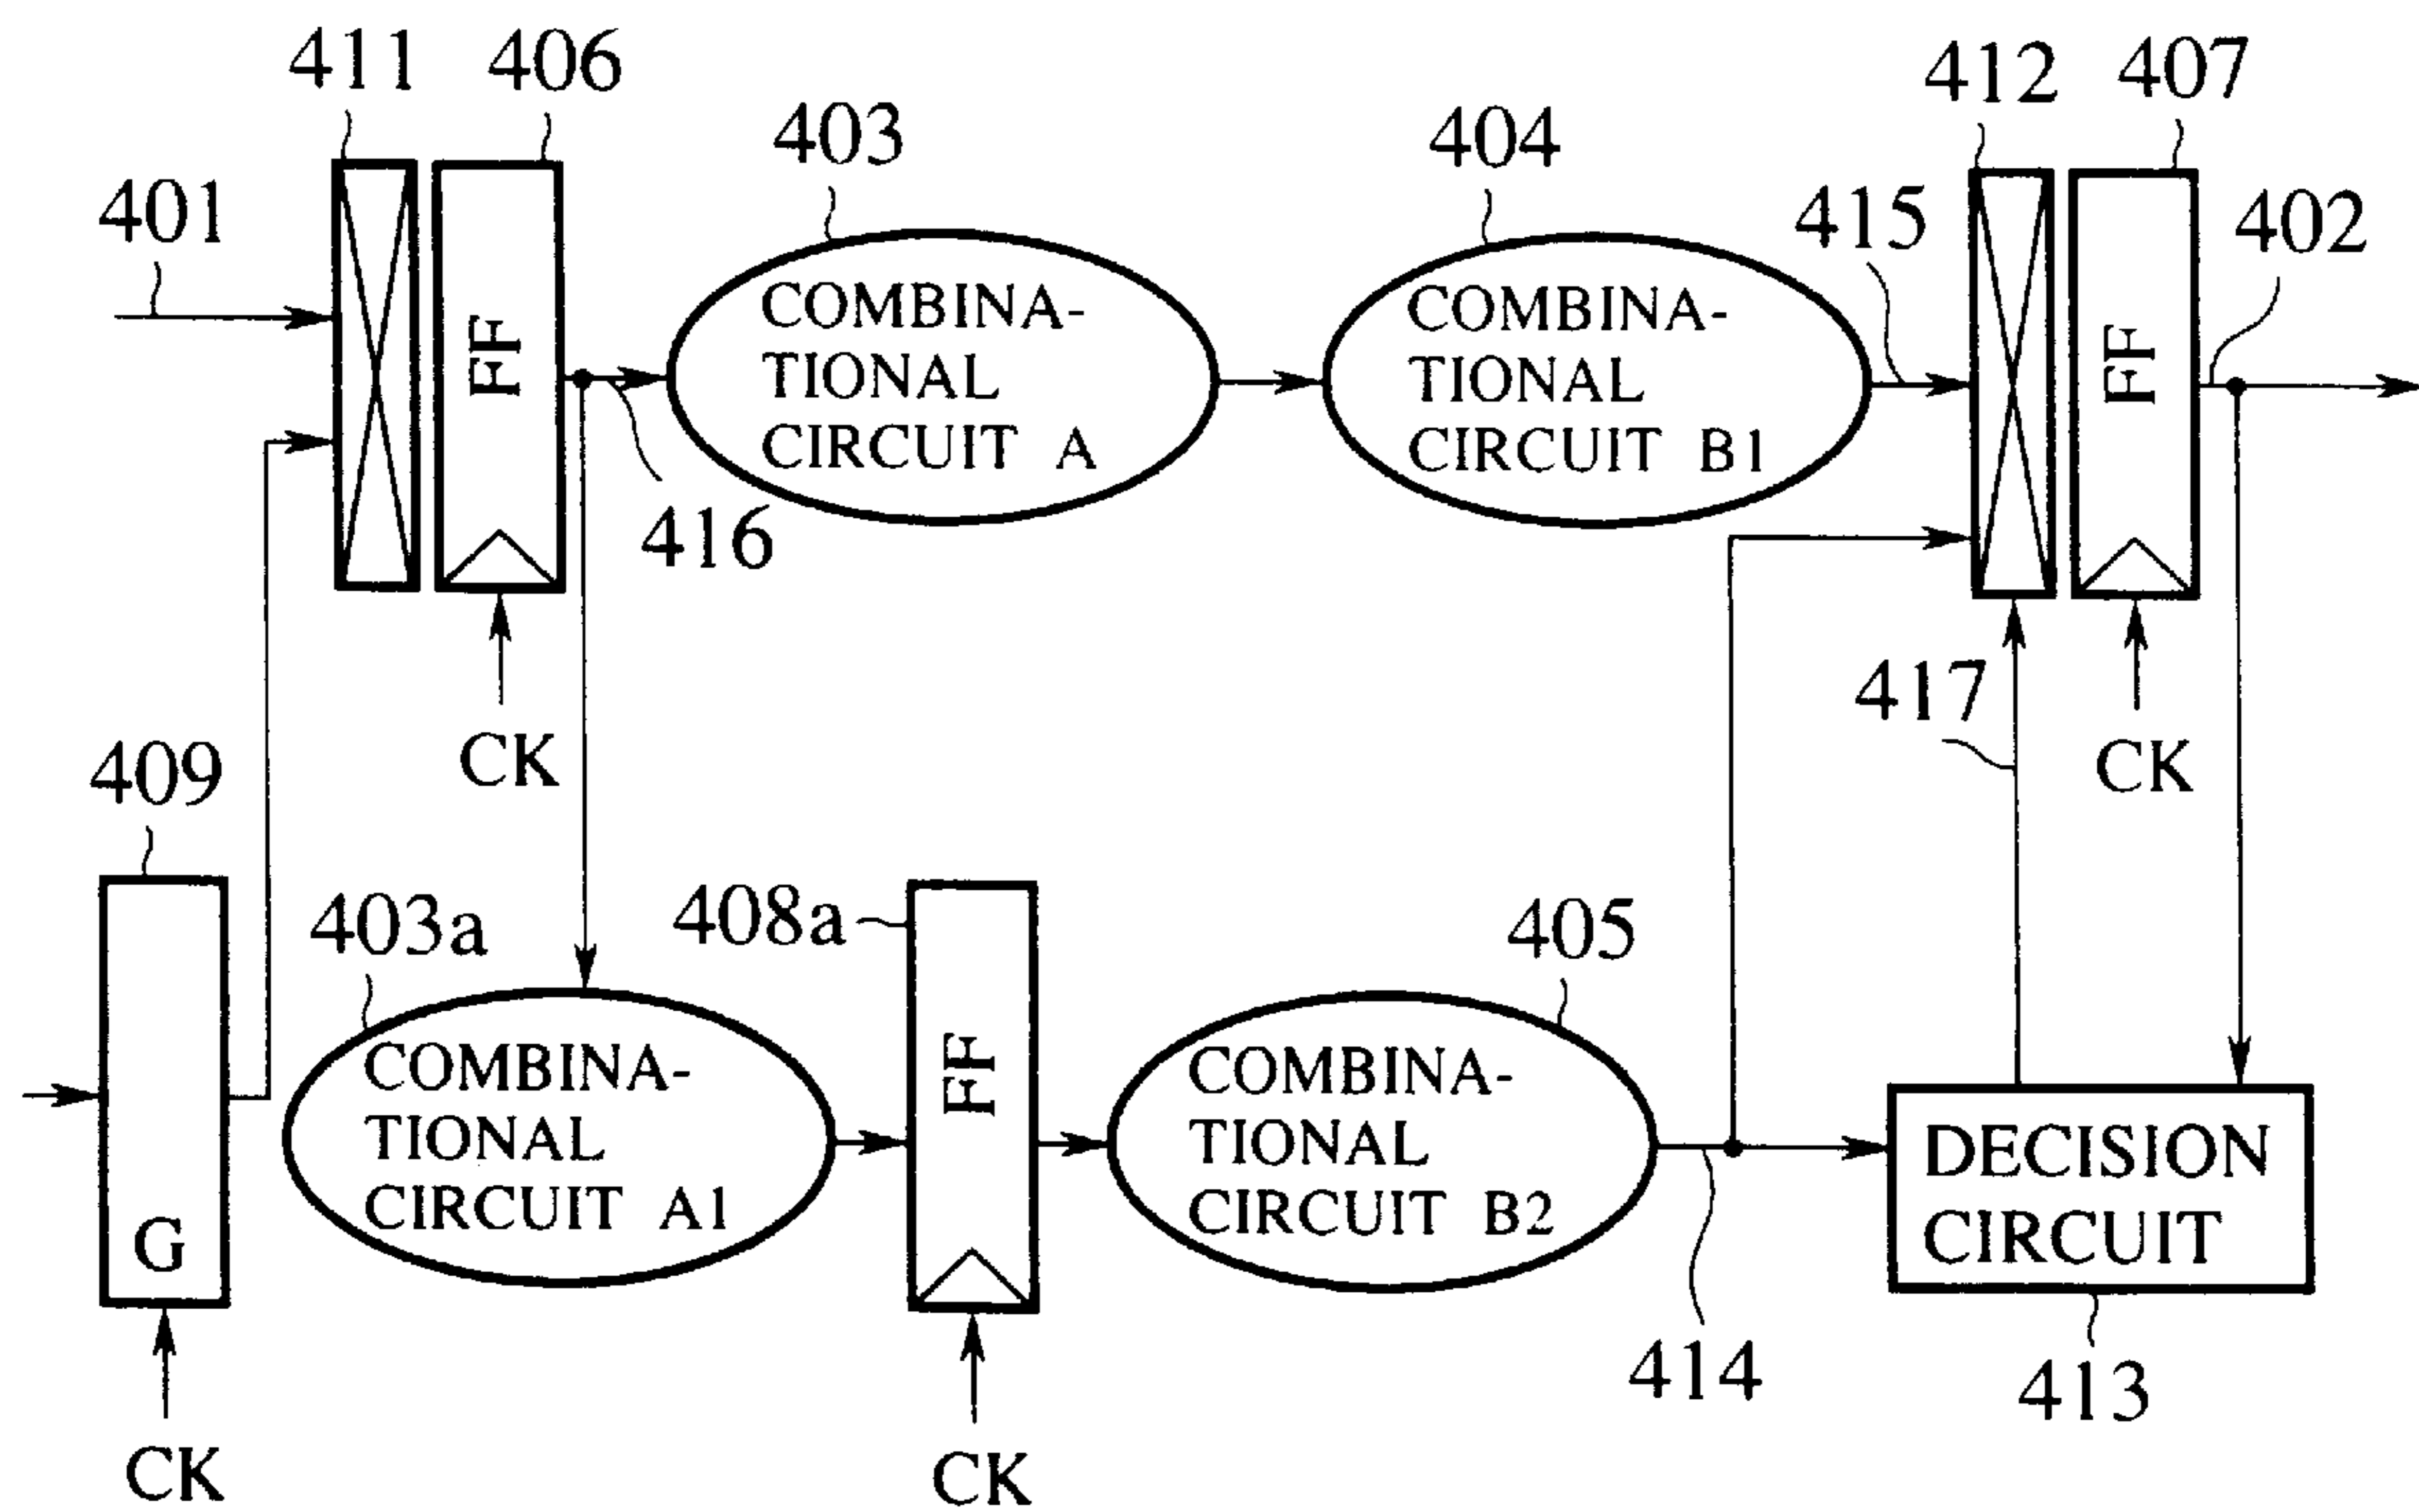 411
406
403
404
412
407
401
415
402
COMBINA-
TIONAL
CIRCUIT A
COMBINA-
TIONAL
CIRCUIT B1
FF
FF
416
417
CK
CK
409
403a
408a
405
G
COMBINA-
TIONAL
CIRCUIT A1
FF
COMBINA-
TIONAL
CIRCUIT B2
DECISION
CIRCUIT
414
413
CK
CK